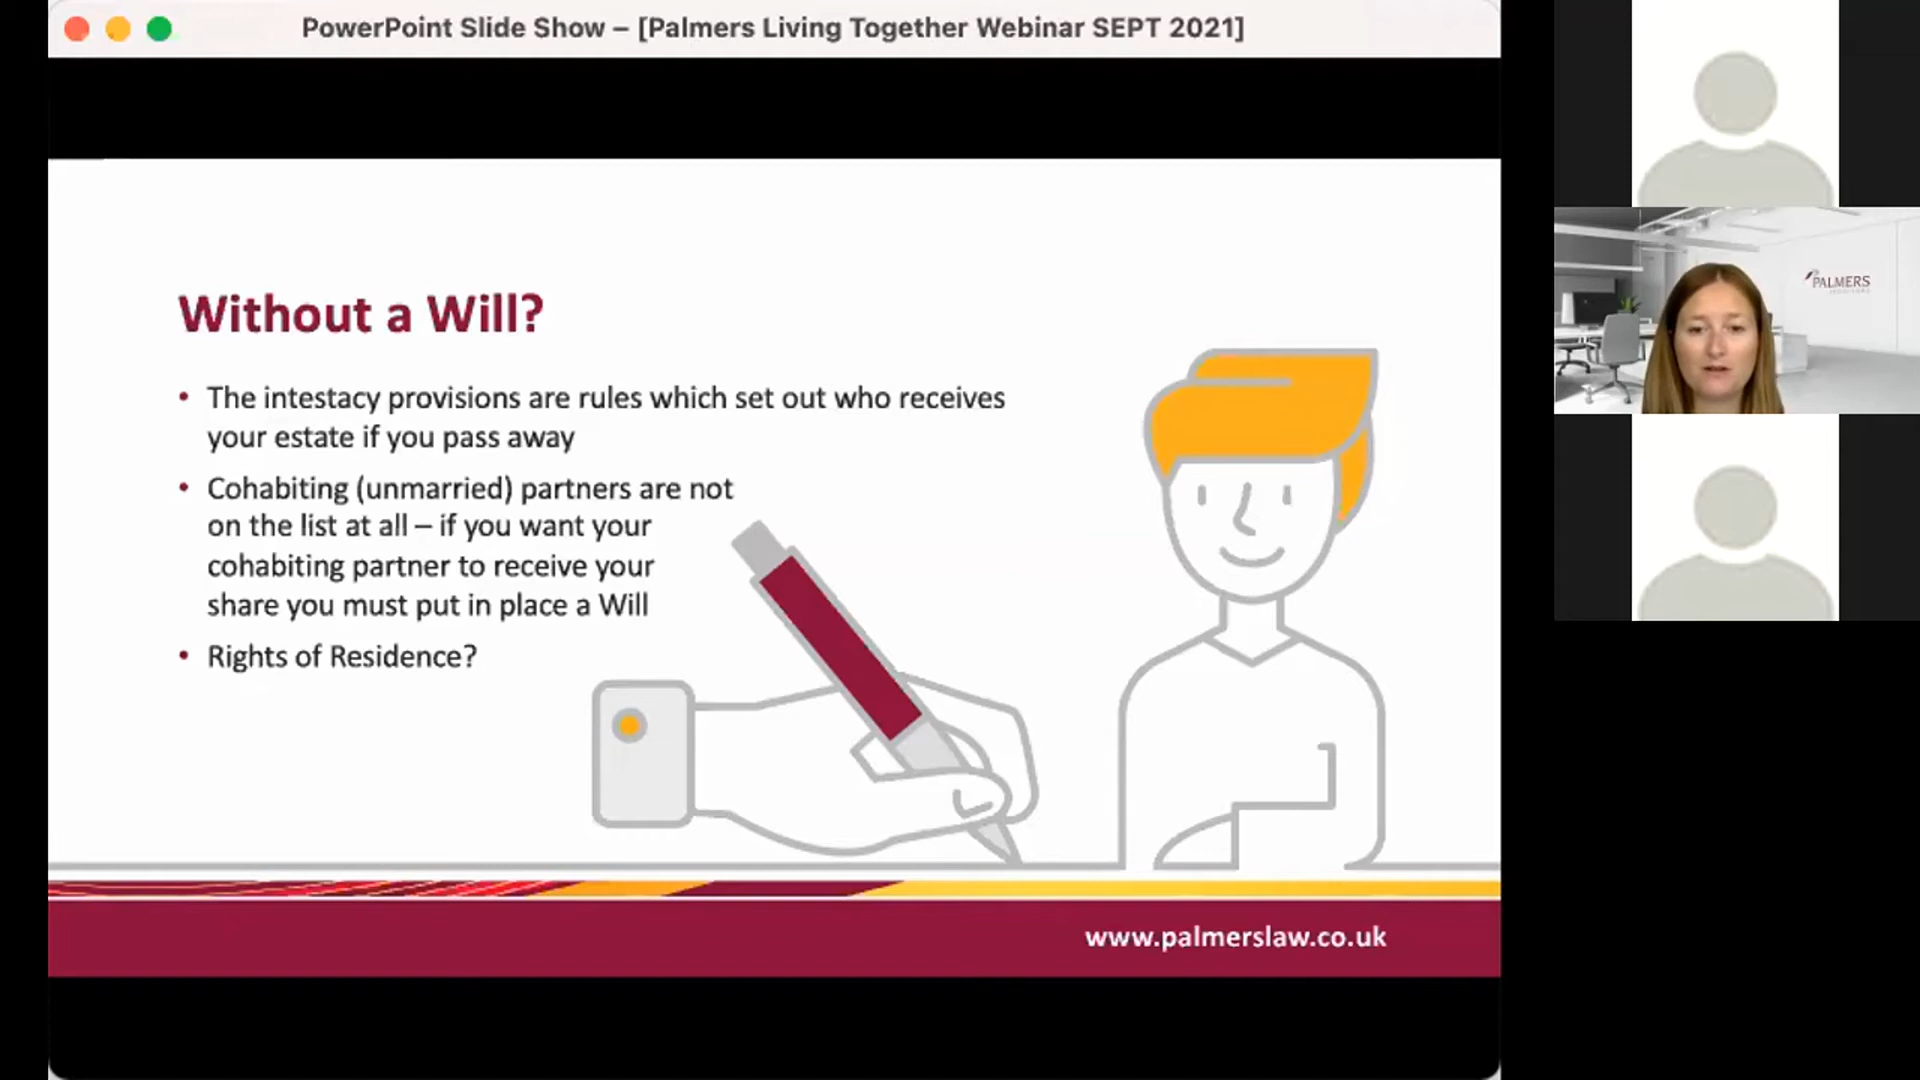 PowerPoint Slide Show – [Palmers Living Together Webinar SEPT 2021]
Without a Will?
• The intestacy provisions are rules which set out who receives
your estate if you pass away
• Cohabiting (unmarried) partners are not
on the list at all – if you want your
cohabiting partner to receive your
share you must put in place a Will
• Rights of Residence?
www.palmerslaw.co.uk
PALMERS